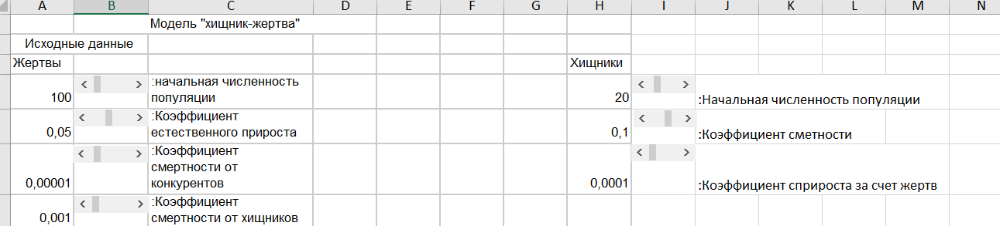 A B C D E F G H I J K L M N
Модель "хищник-жертва"
Исходные данные
Жертвы Хищники
:начальная численность
популяции
100 20 :Начальная численность популяции
:Коэффициент
естественного прироста
0,05 0,1 :Коэффициент сметности
:Коэффициент
смертности от
конкурентов
0,00001 0,0001 :Коэффициент сприроста за счет жертв
:Коэффициент
смертности от хищников
0,001